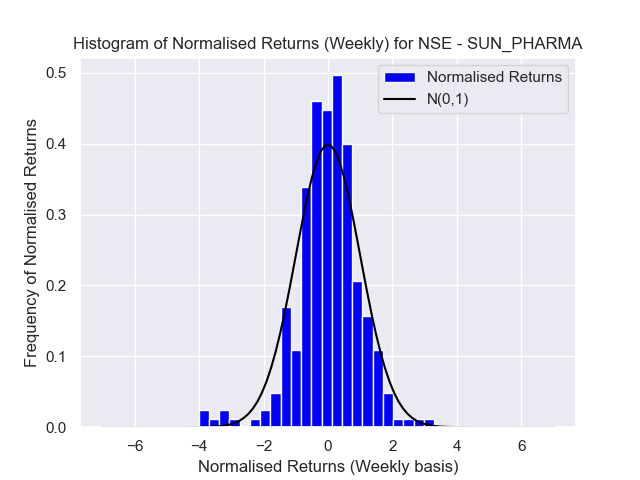 Histogram of Normalised Returns (Weekly) for NSE - SUN_PHARMA
Normalised Returns
N(0,1)
Frequency of Normalised Returns
0.5
0.4
0.3
0.2
0.1
0.0
−6 −4 −2 0 2 4 6
Normalised Returns (Weekly basis)